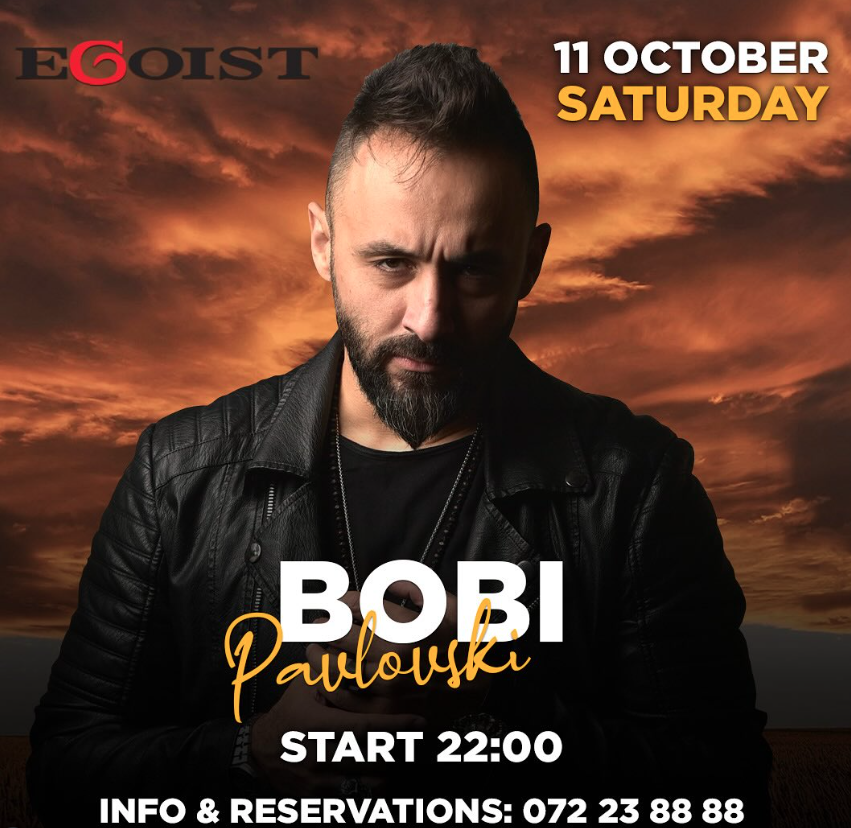 EGOIST
11 OCTOBER
SATURDAY
BOBI
Pavlovski
START 22:00
INFO & RESERVATIONS: 072 23 88 88